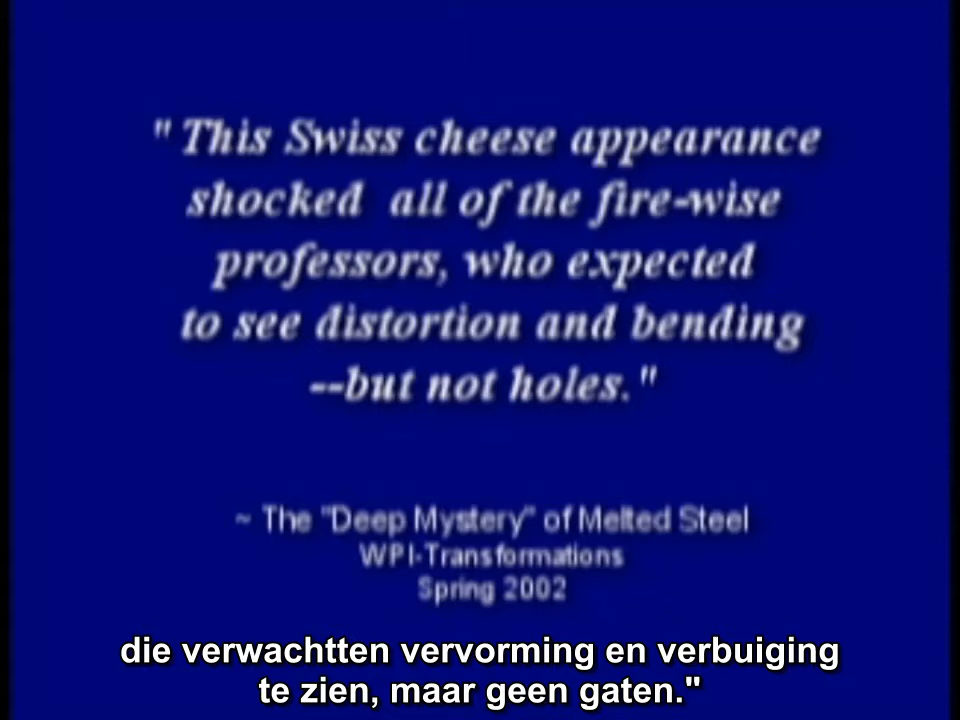 " This Swiss cheese appearance
shocked all of the fire-wise
professors, who expected
to see distortion and bending
--but not holes."
~ The "Deep Mystery" of Melted Steel
WPI-Transformations
Spring 2002
die verwachtten vervorming en verbuiging
te zien, maar geen gaten."